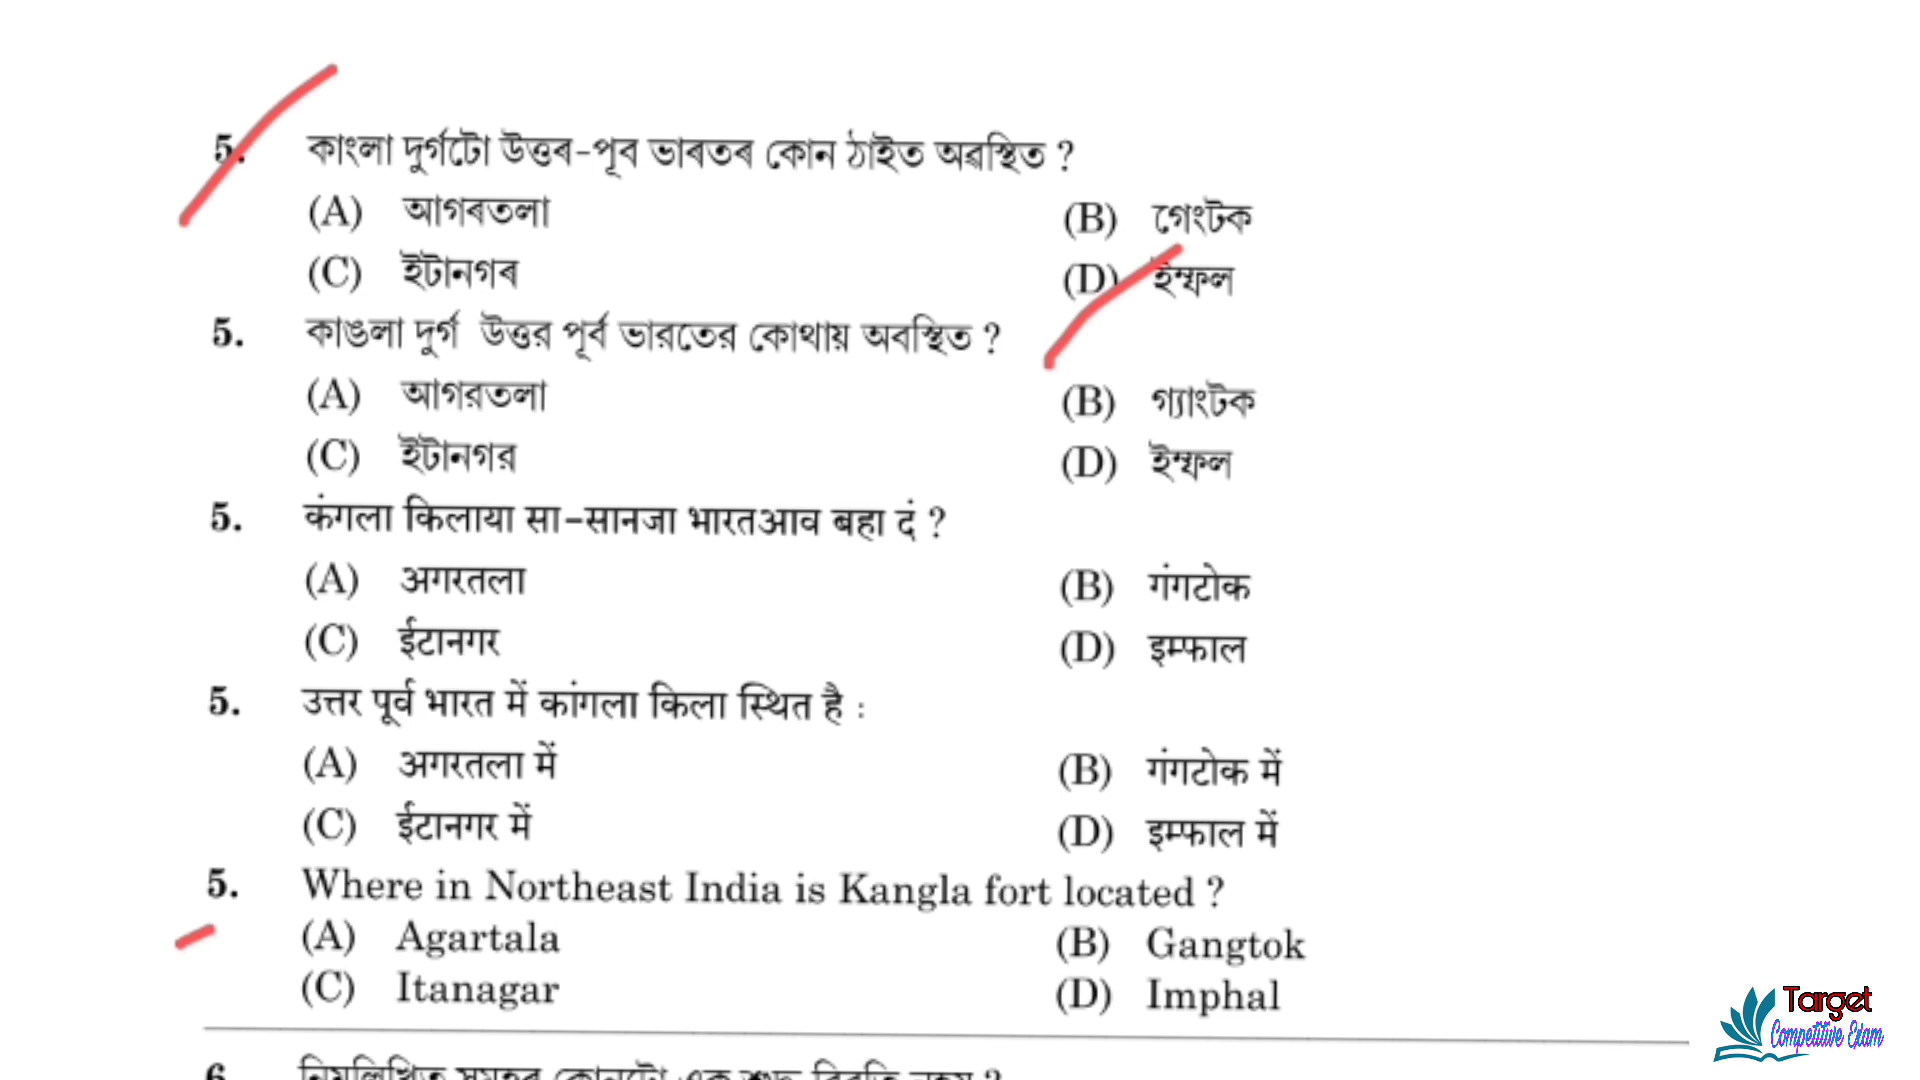 5. কাংলা দুৰ্গটো উত্তৰ-পূব ভাৰতৰ কোন ঠাইত অৱস্থিত ?
(A) আগৰতলা (B) গেংটক
(C) ইটানগৰ (D) ইম্ফল
5. কাঙলা দুর্গ উত্তর পূর্ব ভারতের কোথায় অবস্থিত ?
(A) আগরতলা (B) গ্যাংটক
(C) ইটানগর (D) ইম্ফল
5. कंगला किलाया सा-सानजा भारतआव बहा दं ?
(A) अगरतला (B) गंगटोक
(C) ईटानगर (D) इम्फाल
5. उत्तर पूर्व भारत में कांगला किला स्थित है :
(A) अगरतला में (B) गंगटोक में
(C) ईटानगर में (D) इम्फाल में
5. Where in Northeast India is Kangla fort located ?
(A) Agartala (B) Gangtok
(C) Itanagar (D) Imphal
Target
Competitive Exam